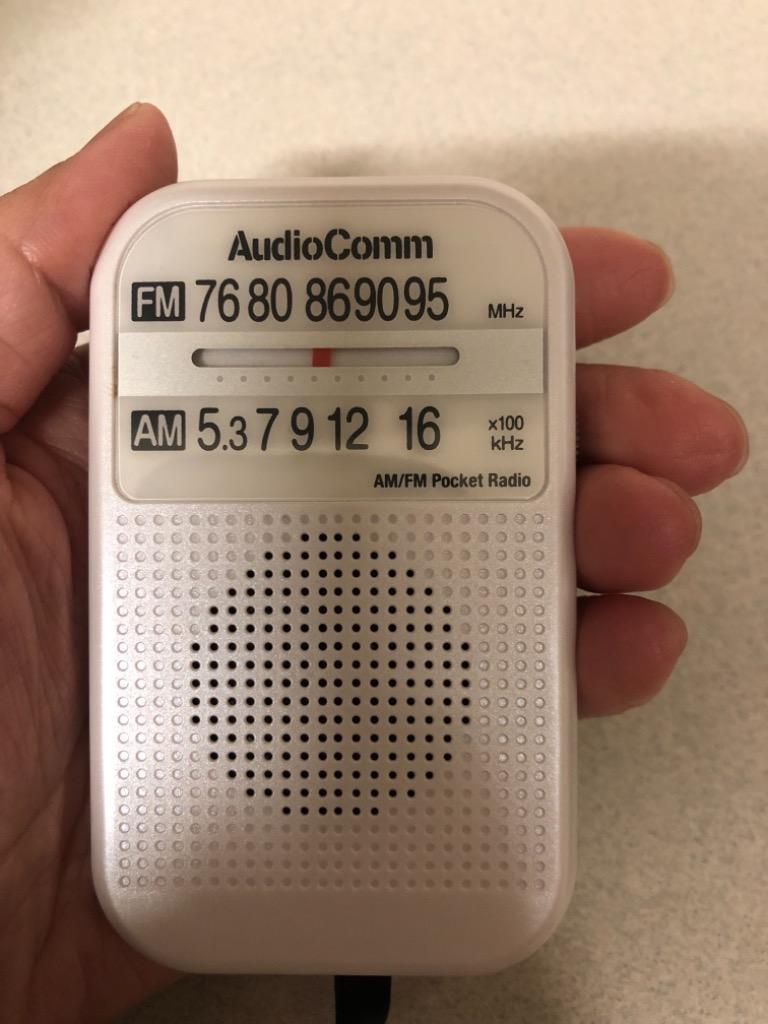 AudioComm
FM 76 80 86 90 95 MHz
AM 5.3 7 9 12 16 x100 kHz
AM/FM Pocket Radio